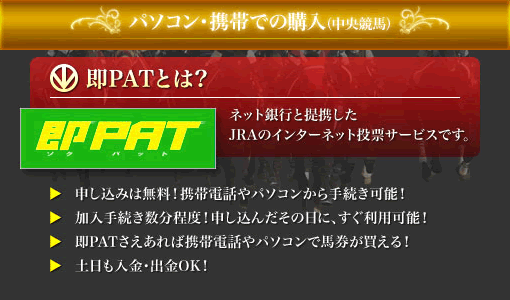 パソコン・携帯での購入(中央競馬)
即PATとは?
ネット銀行と提携した
JRAのインターネット投票サービスです。
即PAT
ソクパット
申し込みは無料!携帯電話やパソコンから手続き可能!
加入手続き数分程度!申し込んだその日に、すぐ利用可能!
即PATさえあれば携帯電話やパソコンで馬券が買える!
土日も入金・出金OK!